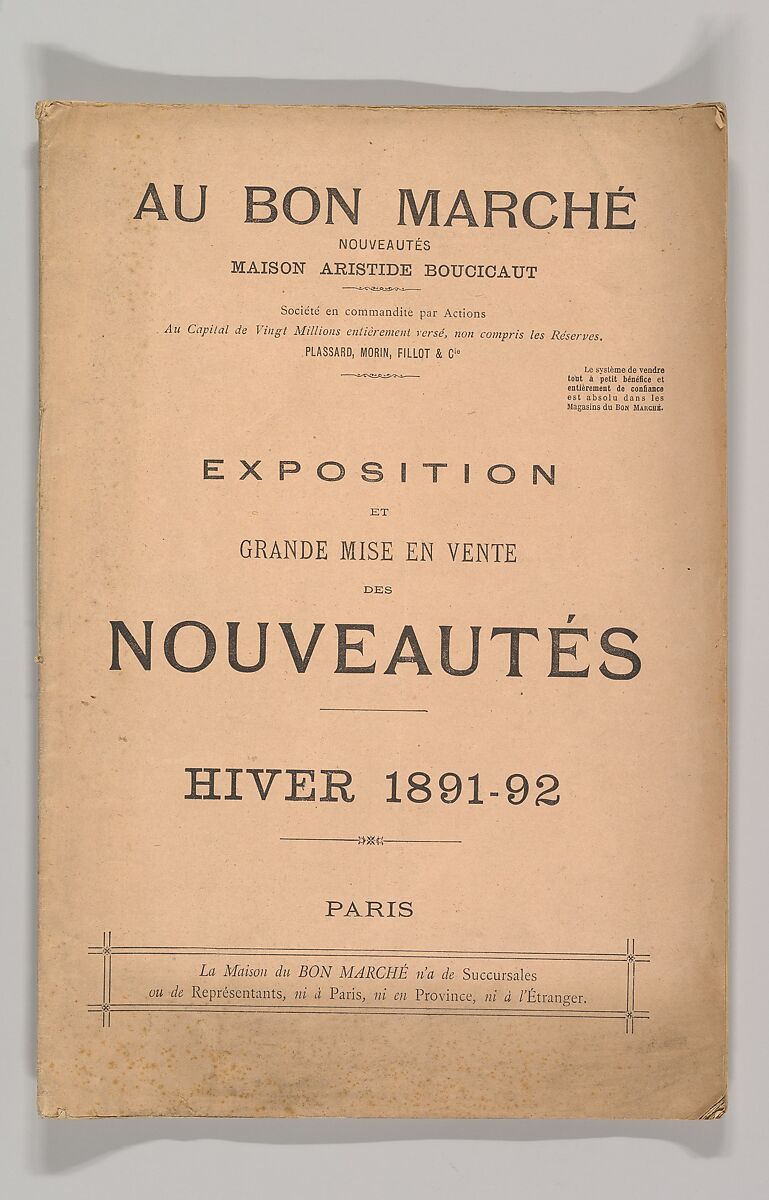 AU BON MARCHÉ
NOUVEAUTÉS
MAISON ARISTIDE BOUCICAUT
Société en commandite par Actions
Au Capital de Vingt Millions entièrement versé, non compris les Réserves.
PLASSARD, MORIN, FILLOT & Cie
Le système de vendre
tout à petit bénéfice et
entièrement de confiance
est absolu dans les
Magasins du BON MARCHÉ.
EXPOSITION
ET
GRANDE MISE EN VENTE
DES
NOUVEAUTÉS
HIVER 1891-92
PARIS
La Maison du BON MARCHÉ n'a de Succursales
ou de Représentants, ni à Paris, ni en Province, ni à l'Étranger.